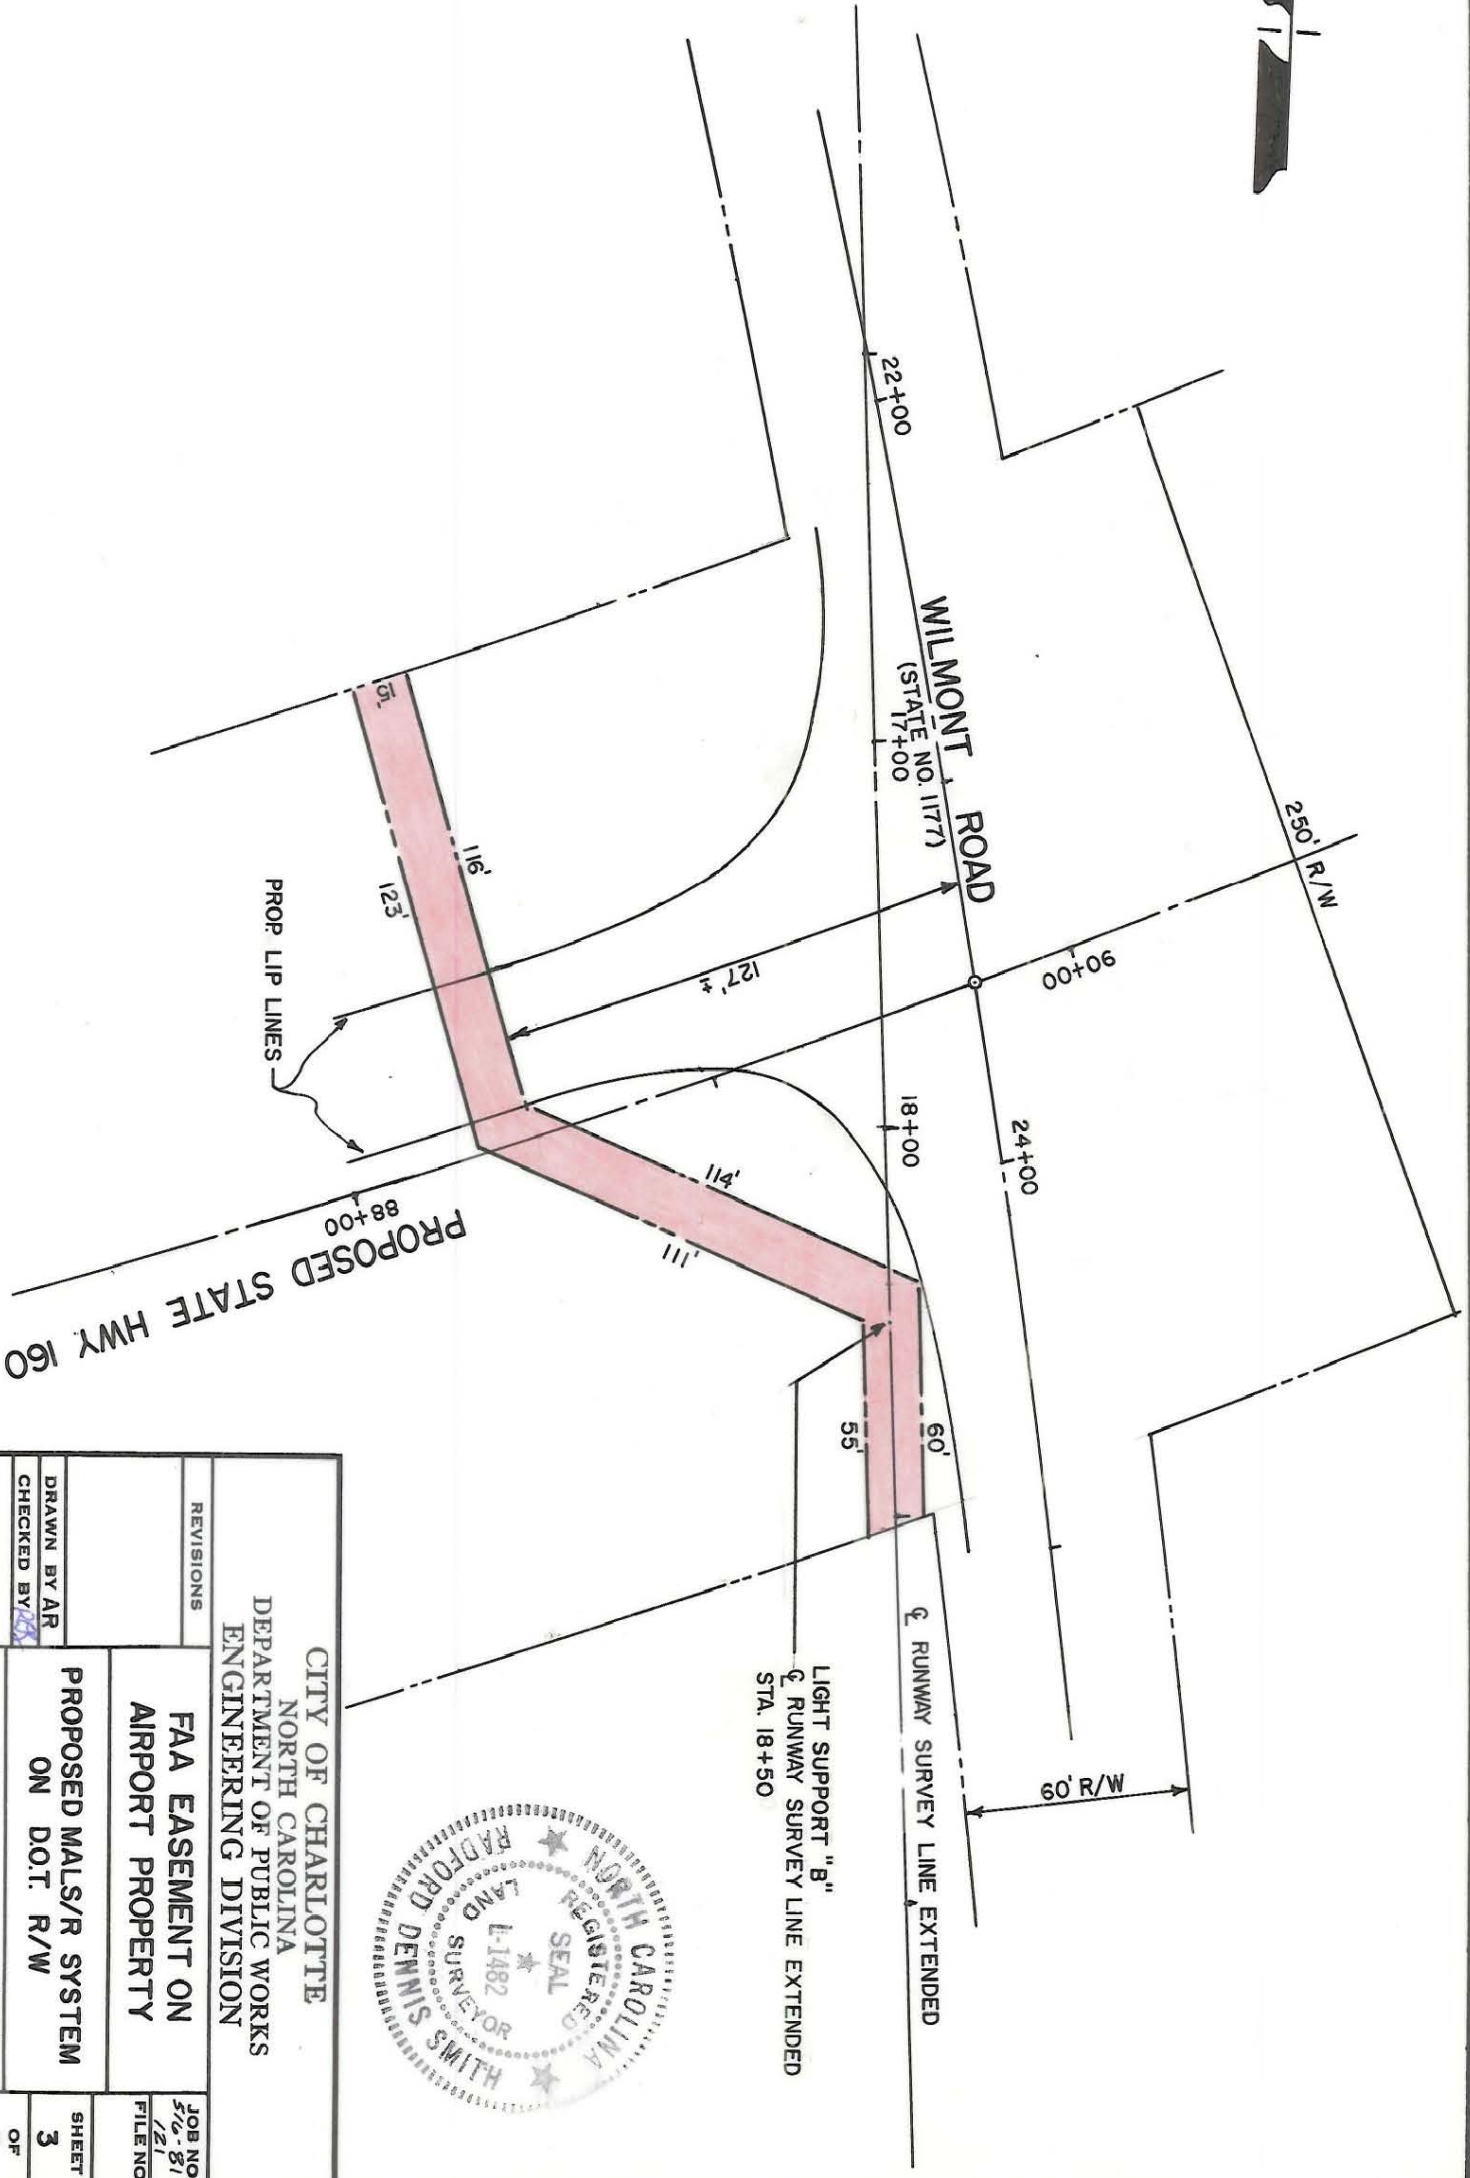 250' R/W
22+00
WILMONT ROAD
(STATE NO. 1177)
17+00
90+00
24+00
18+00
127'±
15'
116'
123'
114'
111'
60'
55'
PROP. LIP LINES
88+00
PROPOSED STATE HWY. 160
60' R/W
℄ RUNWAY SURVEY LINE EXTENDED
LIGHT SUPPORT "B"
℄ RUNWAY SURVEY LINE EXTENDED
STA. 18+50
NORTH CAROLINA
REGISTERED
SEAL
L-1482
LAND SURVEYOR
RADFORD DENNIS SMITH
CITY OF CHARLOTTE
NORTH CAROLINA
DEPARTMENT OF PUBLIC WORKS
ENGINEERING DIVISION
REVISIONS
FAA EASEMENT ON
AIRPORT PROPERTY
JOB NO
516-81
121
FILE NO
DRAWN BY AR
CHECKED BY
PROPOSED MALS/R SYSTEM
ON D.O.T. R/W
SHEET
3
OF